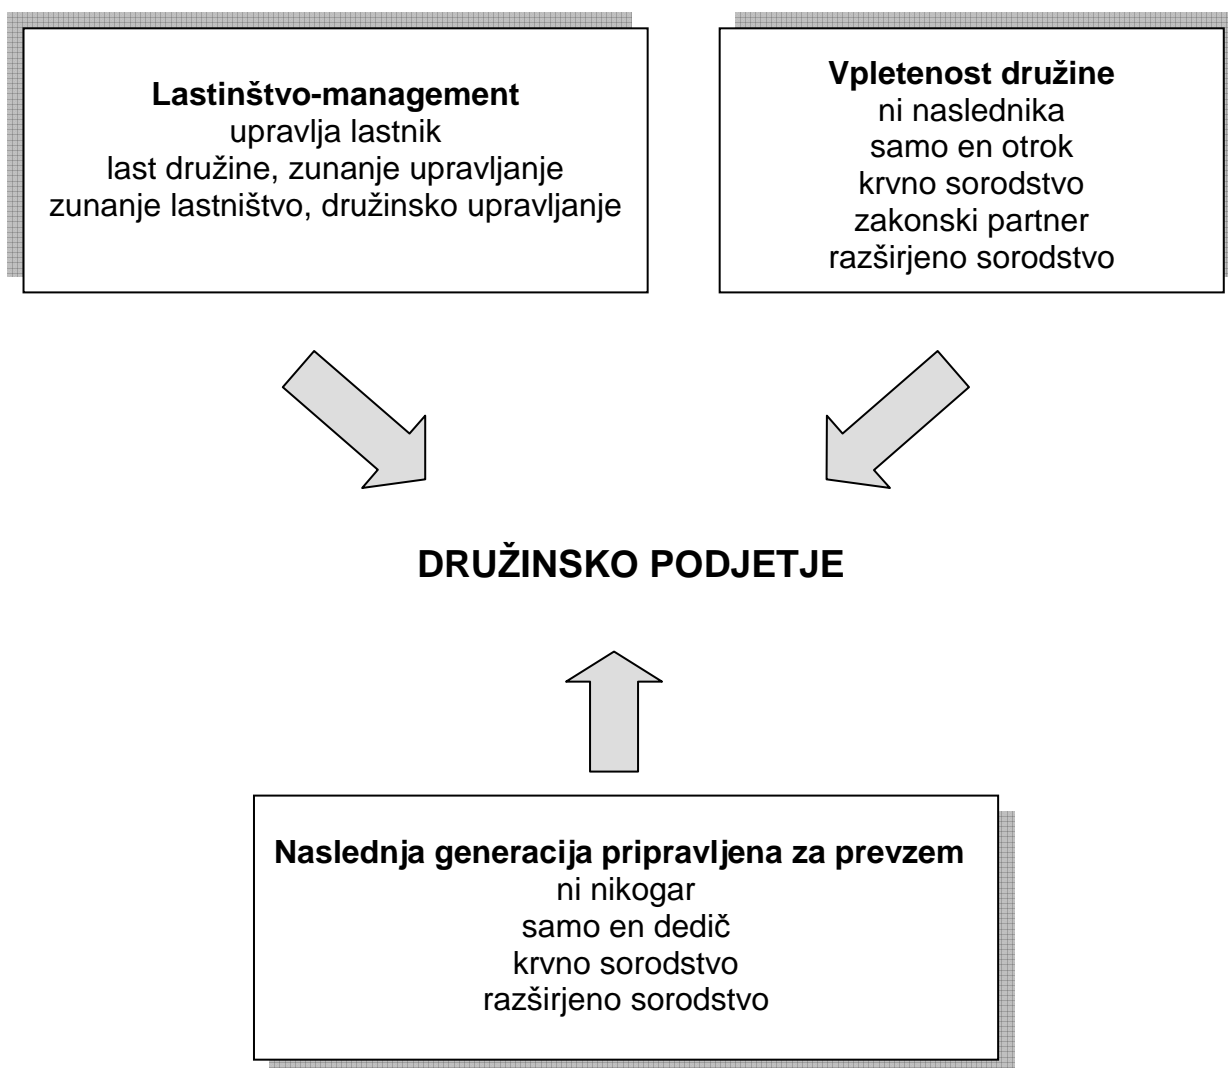 Lastinštvo-management
upravlja lastnik
last družine, zunanje upravljanje
zunanje lastništvo, družinsko upravljanje
Vpletenost družine
ni naslednika
samo en otrok
krvno sorodstvo
zakonski partner
razširjeno sorodstvo
DRUŽINSKO PODJETJE
Naslednja generacija pripravljena za prevzem
ni nikogar
samo en dedič
krvno sorodstvo
razširjeno sorodstvo